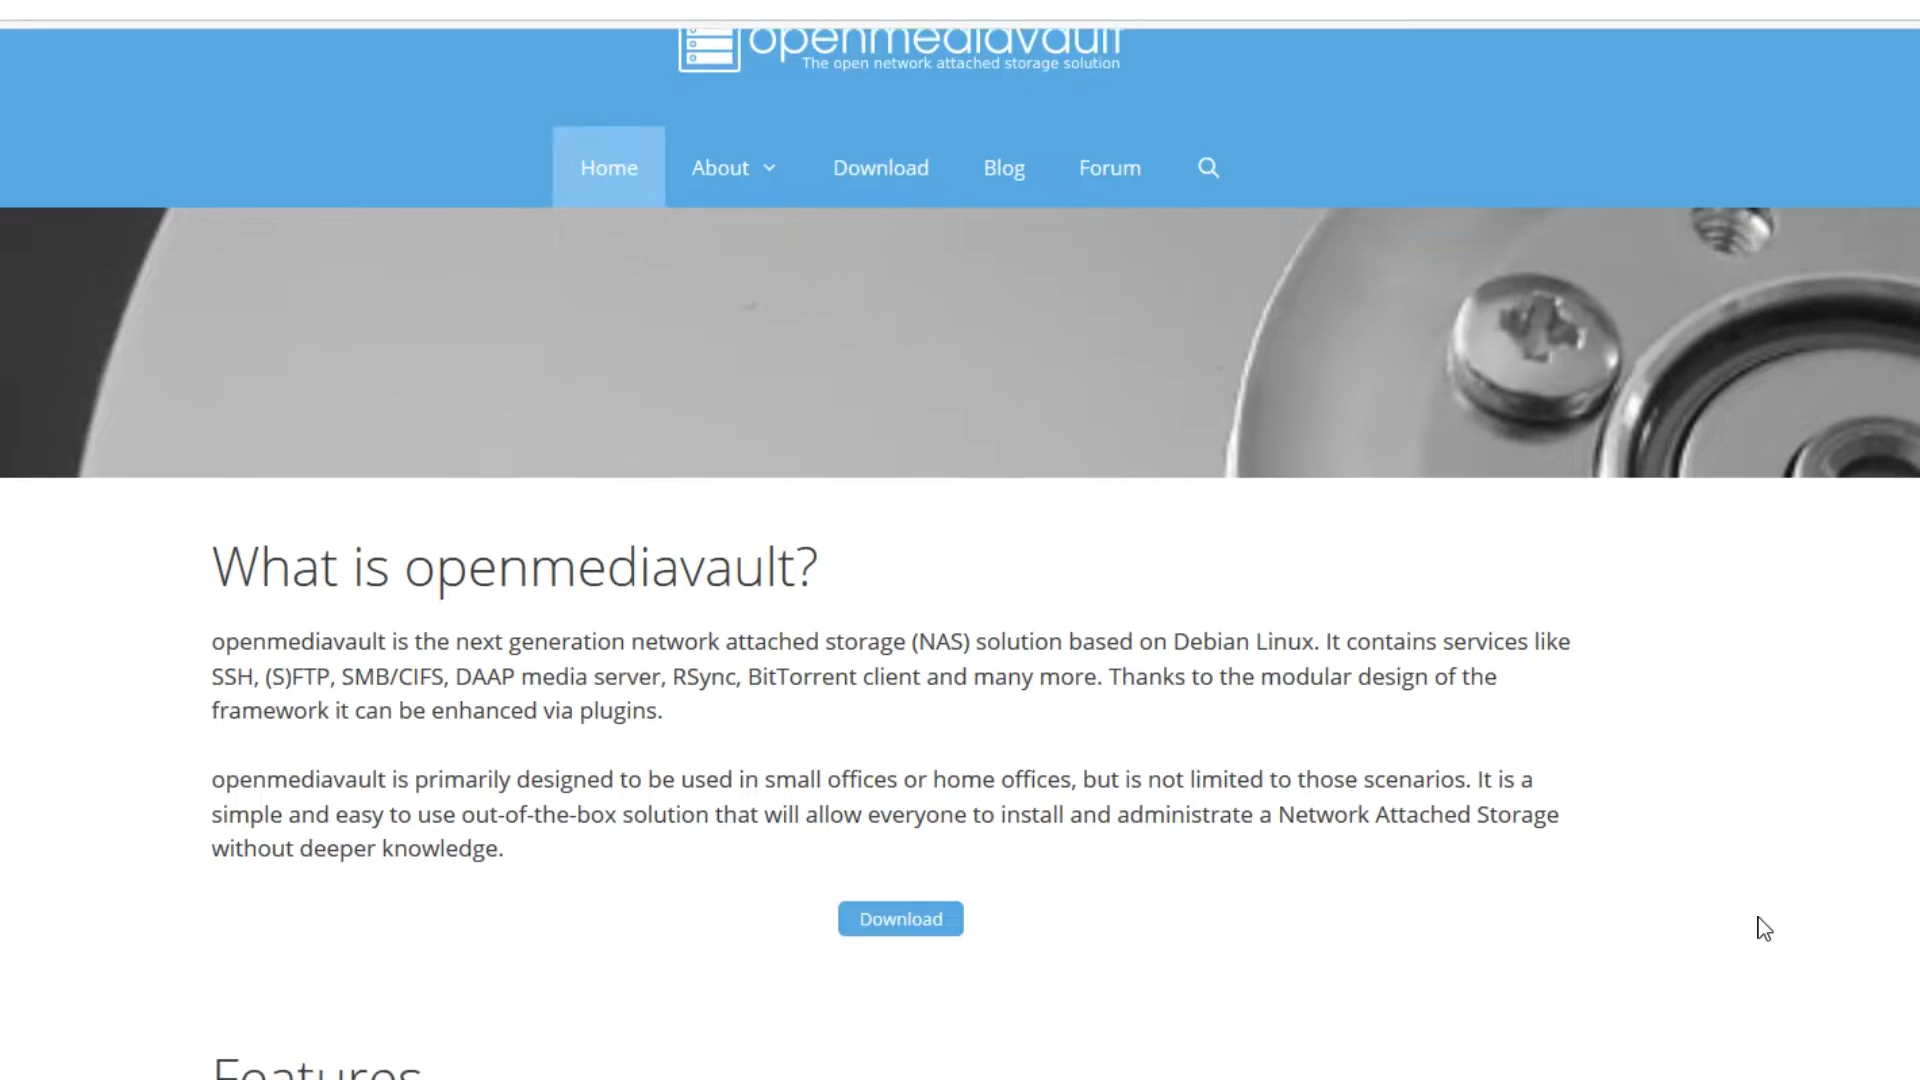 openmediavault
The open network attached storage solution
Home About Download Blog Forum
What is openmediavault?
openmediavault is the next generation network attached storage (NAS) solution based on Debian Linux. It contains services like
SSH, (S)FTP, SMB/CIFS, DAAP media server, RSync, BitTorrent client and many more. Thanks to the modular design of the
framework it can be enhanced via plugins.
openmediavault is primarily designed to be used in small offices or home offices, but is not limited to those scenarios. It is a
simple and easy to use out-of-the-box solution that will allow everyone to install and administrate a Network Attached Storage
without deeper knowledge.
Download
Features